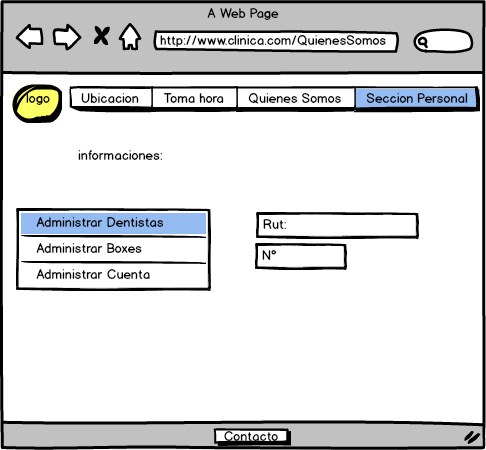 A Web Page
http://www.clinica.com/QuienesSomos
logo
Ubicacion Toma hora Quienes Somos Seccion Personal
informaciones:
Administrar Dentistas
Administrar Boxes
Administrar Cuenta
Rut:
N°
Contacto